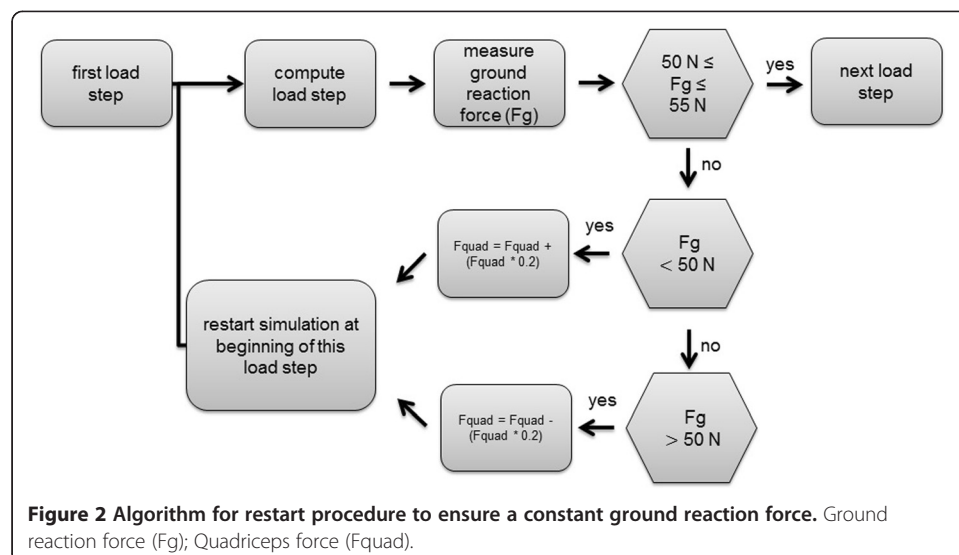 first load
step
compute
load step
measure
ground
reaction
force (Fg)
50 N ≤
Fg ≤
55 N
yes
next load
step
no
Fg
< 50 N
yes
Fquad = Fquad +
(Fquad * 0.2)
restart simulation at
beginning of this
load step
no
Fg
> 50 N
yes
Fquad = Fquad -
(Fquad * 0.2)
Figure 2 Algorithm for restart procedure to ensure a constant ground reaction force. Ground
reaction force (Fg); Quadriceps force (Fquad).